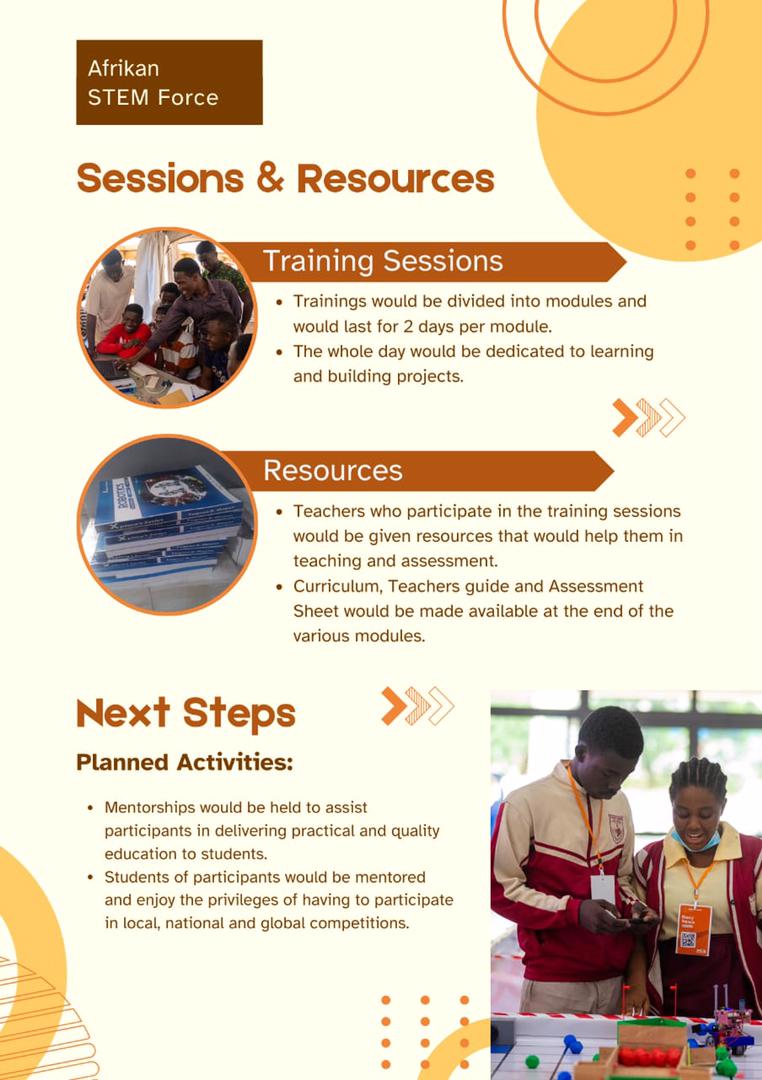 Afrikan
STEM Force
Sessions & Resources
Training Sessions
• Trainings would be divided into modules and
would last for 2 days per module.
• The whole day would be dedicated to learning
and building projects.
Resources
ROBOTICS
• Teachers who participate in the training sessions
would be given resources that would help them in
teaching and assessment.
• Curriculum, Teachers guide and Assessment
Sheet would be made available at the end of the
various modules.
Next Steps
Planned Activities:
• Mentorships would be held to assist
participants in delivering practical and quality
education to students.
• Students of participants would be mentored
and enjoy the privileges of having to participate
in local, national and global competitions.